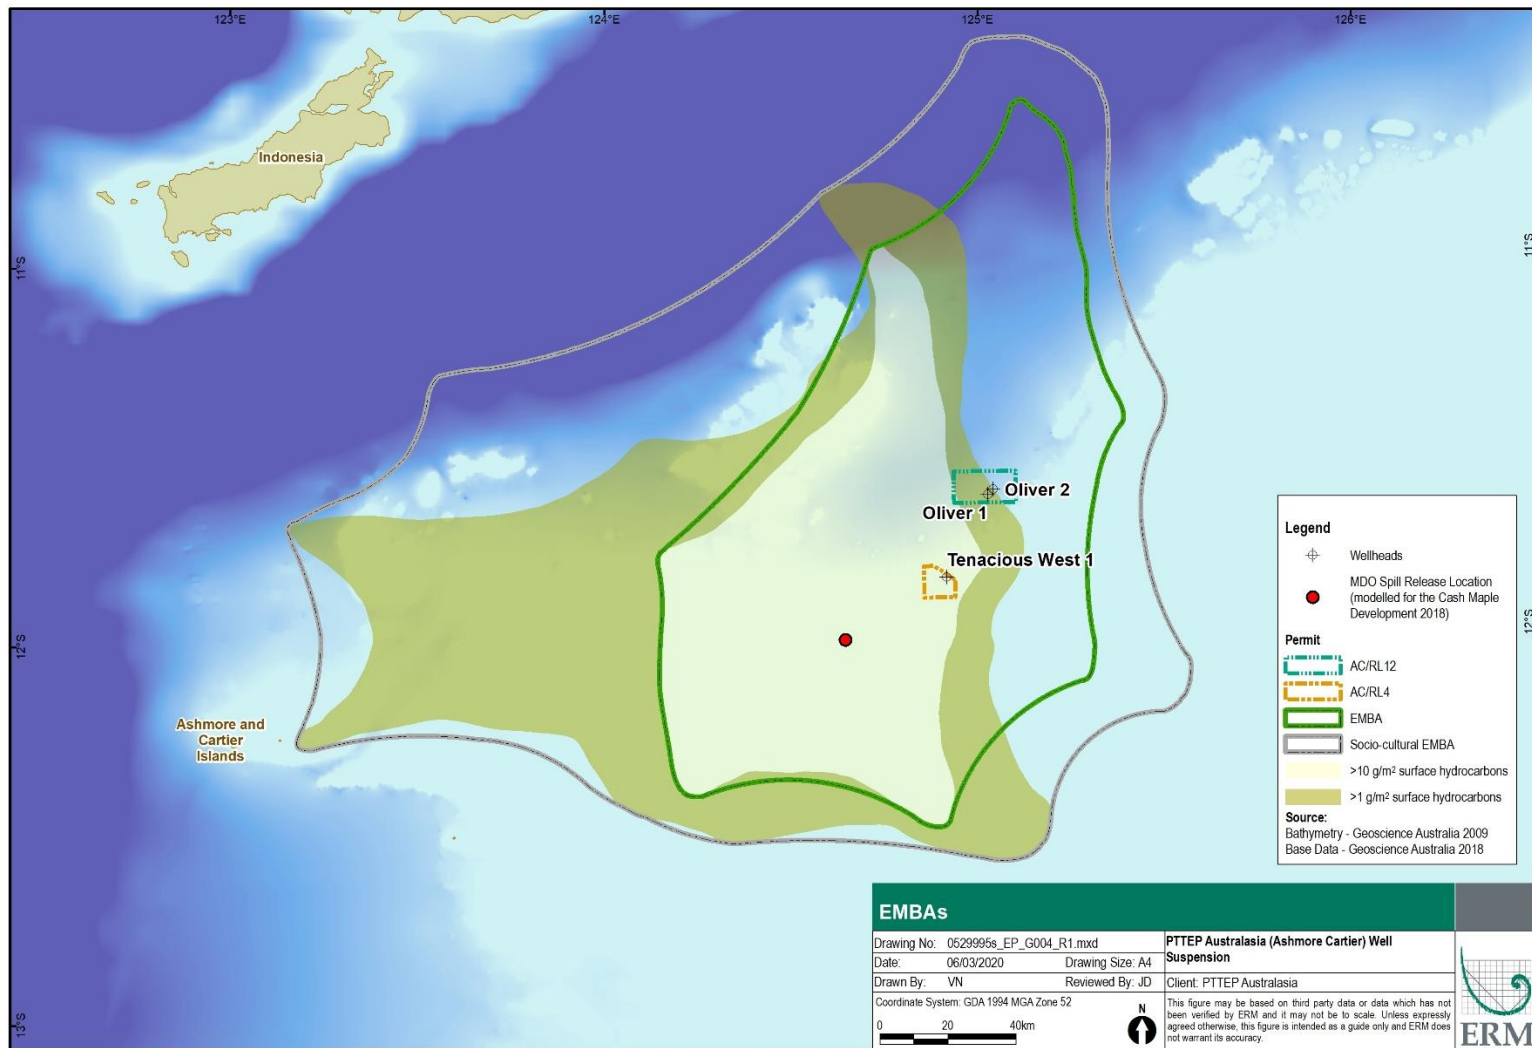 123°E
124°E
125°E
126°E
Indonesia
11°S
11°S
Oliver 2
Oliver 1
Tenacious West 1
12°S
12°S
Ashmore and
Cartier
Islands
13°S
Legend
Wellheads
MDO Spill Release Location
(modelled for the Cash Maple
Development 2018)
Permit
AC/RL12
AC/RL4
EMBA
Socio-cultural EMBA
>10 g/m² surface hydrocarbons
>1 g/m² surface hydrocarbons
Source:
Bathymetry - Geoscience Australia 2009
Base Data - Geoscience Australia 2018
EMBAs
Drawing No: 0529995s_EP_G004_R1.mxd
Date: 06/03/2020 Drawing Size: A4
Drawn By: VN Reviewed By: JD
Coordinate System: GDA 1994 MGA Zone 52
0 20 40km
N
PTTEP Australasia (Ashmore Cartier) Well
Suspension
Client: PTTEP Australasia
This figure may be based on third party data or data which has not
been verified by ERM and it may not be to scale. Unless expressly
agreed otherwise, this figure is intended as a guide only and ERM does
not warrant its accuracy.
ERM